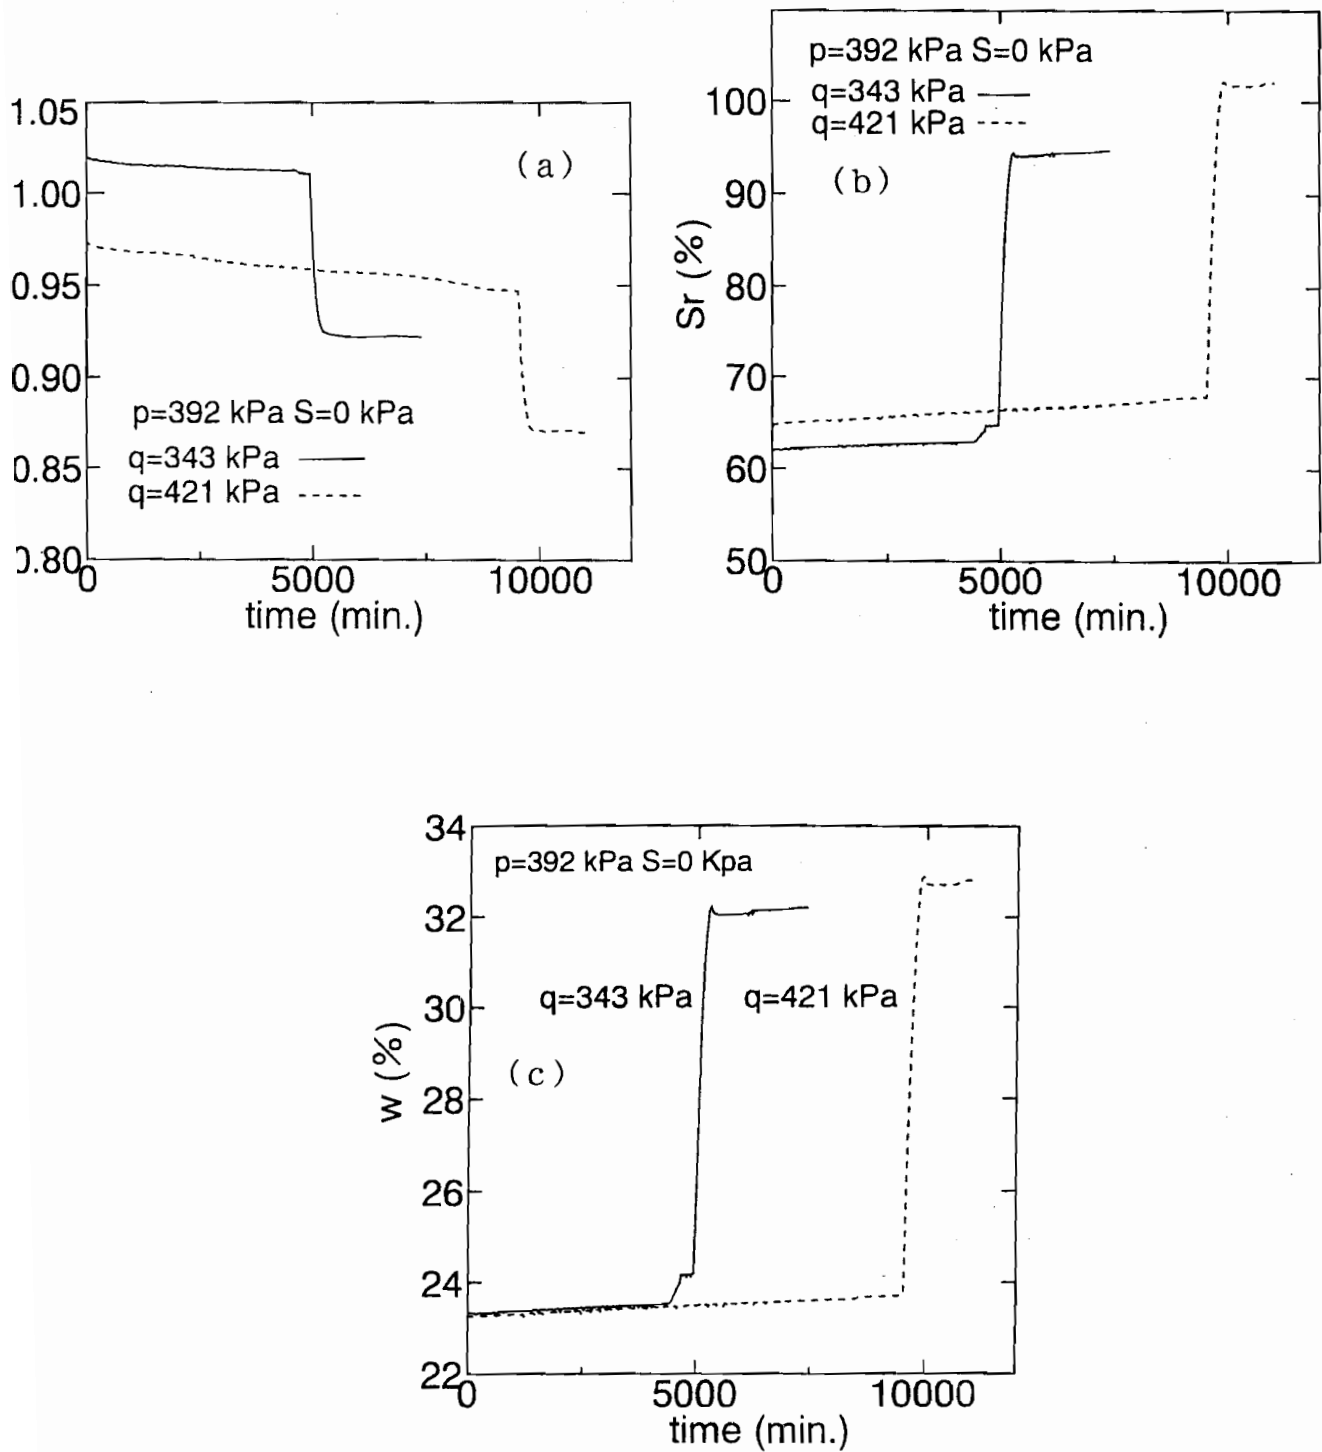 1.05
1.00
0.95
0.90
0.85
0.80
(a)
p=392 kPa S=0 kPa
q=343 kPa
q=421 kPa
0 5000 10000
time (min.)
p=392 kPa S=0 kPa
q=343 kPa
q=421 kPa
(b)
Sr (%)
100
90
80
70
60
50
0 5000 10000
time (min.)
34
32
30
28
26
24
22
w (%)
p=392 kPa S=0 Kpa
q=343 kPa q=421 kPa
(c)
0 5000 10000
time (min.)